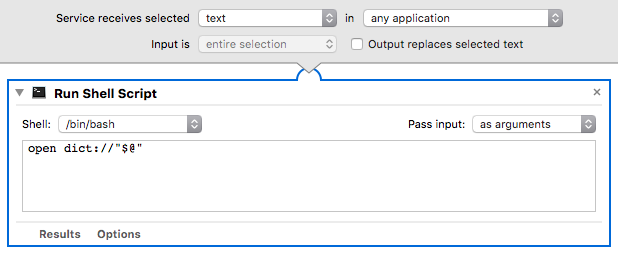 Service receives selected text in any application
Input is entire selection Output replaces selected text
Run Shell Script
Shell: /bin/bash Pass input: as arguments
open dict://"$@"
Results Options